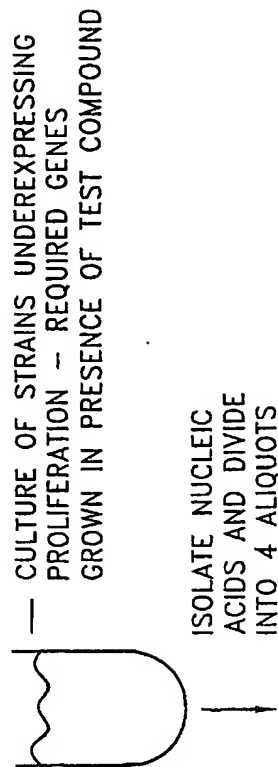 — CULTURE OF STRAINS UNDEREXPRESSING
PROLIFERATION – REQUIRED GENES
GROWN IN PRESENCE OF TEST COMPOUND
ISOLATE NUCLEIC
ACIDS AND DIVIDE
INTO 4 ALIQUOTS